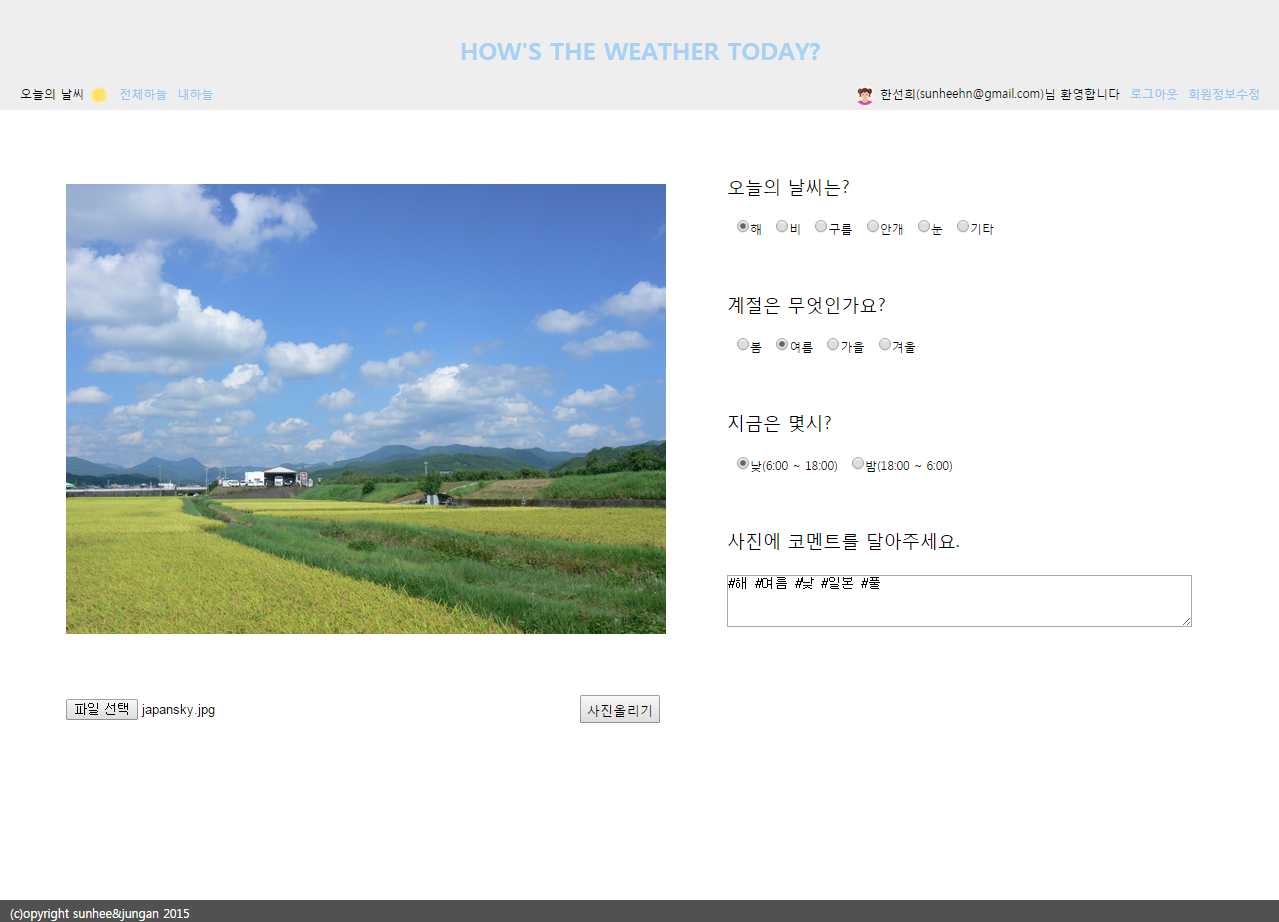 HOW'S THE WEATHER TODAY?
오늘의 날씨 전체하늘 내하늘 한선희(sunheehn@gmail.com)님 환영합니다 로그아웃 회원정보수정
오늘의 날씨는?
해 비 구름 안개 눈 기타
계절은 무엇인가요?
봄 여름 가을 겨울
지금은 몇시?
낮(6:00 ~ 18:00) 밤(18:00 ~ 6:00)
사진에 코멘트를 달아주세요.
#해 #여름 #낮 #일본 #풀
파일 선택 japansky.jpg 사진올리기
(c)opyright sunhee&jungan 2015